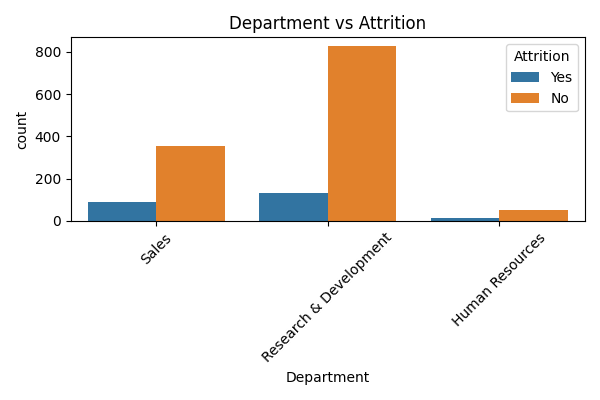 Department vs Attrition
Attrition
Yes
No
count
800
600
400
200
0
Sales
Research & Development
Human Resources
Department